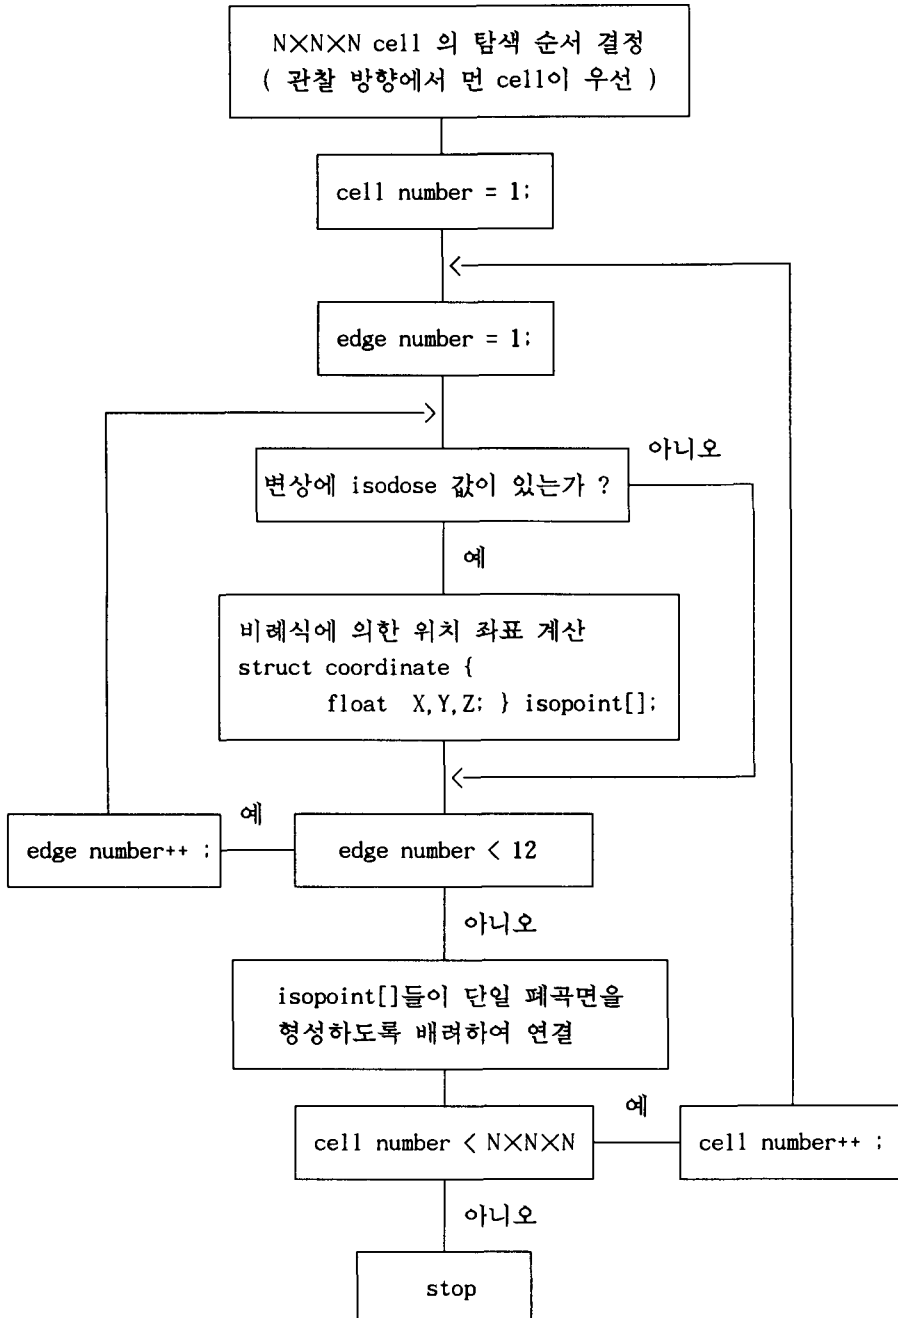 N×N×N cell 의 탐색 순서 결정
( 관찰 방향에서 먼 cell이 우선 )
cell number = 1;
edge number = 1;
아니오
변상에 isodose 값이 있는가 ?
예
비례식에 의한 위치 좌표 계산
struct coordinate {
float X,Y,Z; } isopoint[];
예
edge number++ ;
edge number < 12
아니오
isopoint[]들이 단일 폐곡면을
형성하도록 배려하여 연결
예
cell number < N×N×N
cell number++ ;
아니오
stop